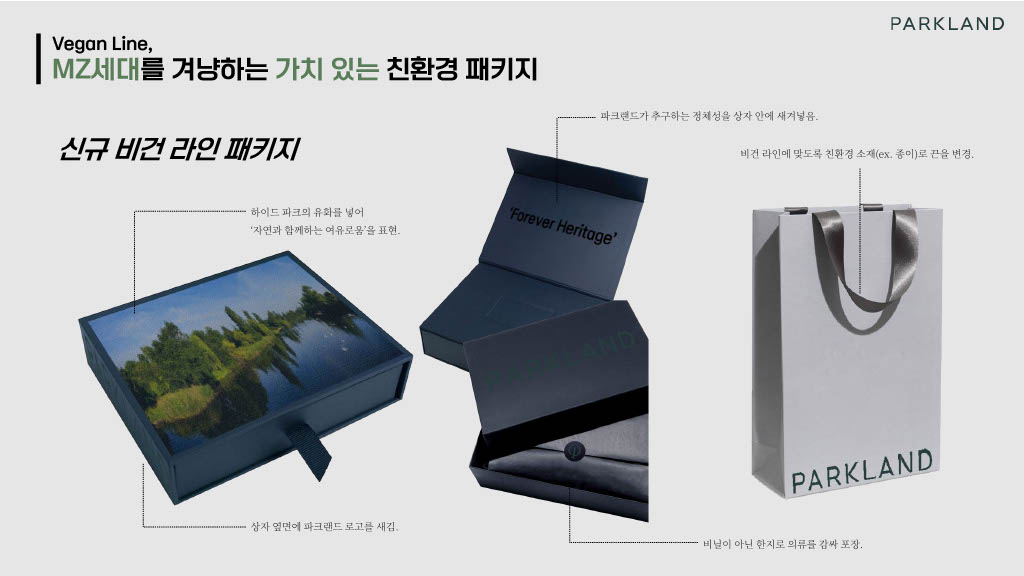 PARKLAND
Vegan Line,
MZ세대를 겨냥하는 가치 있는 친환경 패키지
신규 비건 라인 패키지
파크랜드가 추구하는 정체성을 상자 안에 새겨넣음.
비건 라인에 맞도록 친환경 소재(ex. 종이)로 끈을 변경.
하이드 파크의 유화를 넣어
‘자연과 함께하는 여유로움’을 표현.
‘Forever Heritage’
PARKLAND
PARKLAND
상자 옆면에 파크랜드 로고를 새김.
비닐이 아닌 한지로 의류를 감싸 포장.